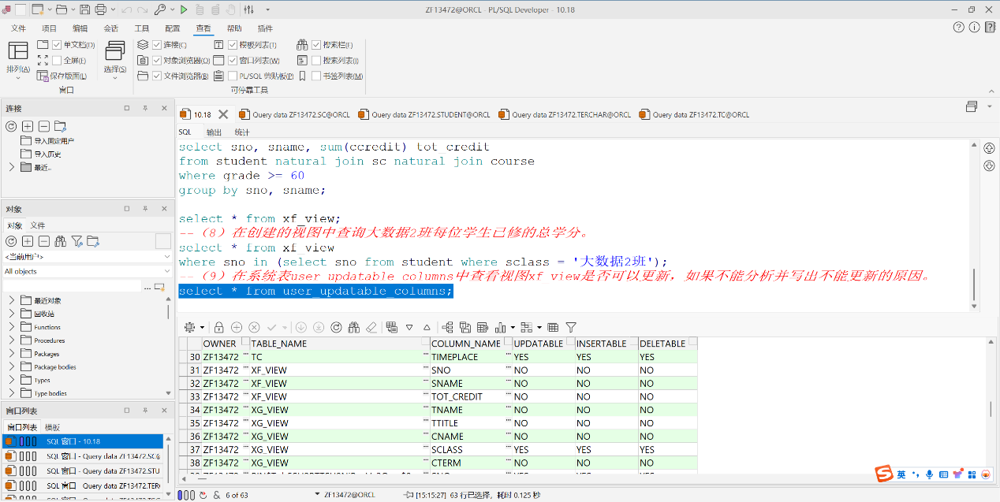 ZF13472@ORCL - PL/SQL Developer - 10.18
文件 项目 编辑 会话 工具 配置 查看 帮助 插件
排列(A)
单文档(D)
全屏(F)
保存版面(L)
窗口
选择(S)
连接(C)
对象浏览器(O)
文件浏览器(B)
模板列表(T)
窗口列表(W)
PL/SQL 剪贴板(P)
搜索栏(E)
搜索列表(I)
书签列表(M)
可停靠工具
连接
导入固定用户
导入历史
最近..
对象
对象 文件
<当前用户>
All objects
最近对象
回收站
Functions
Procedures
Packages
Package bodies
Types
Type bodies
窗口列表
窗口列表 模板
SQL 窗口 - 10.18
SQL 窗口 - Query data ZF13472.SC@
SQL 窗口 - Query data ZF13472.STU
SQL 窗口 - Query data ZF13472.TER
10.18 Query data ZF13472.SC@ORCL Query data ZF13472.STUDENT@ORCL Query data ZF13472.TERCHAR@ORCL Query data ZF13472.TC@ORCL
SQL 输出 统计
select sno, sname, sum(ccredit) tot_credit
from student natural join sc natural join course
where grade >= 60
group by sno, sname;
select * from xf_view;
--（8）在创建的视图中查询大数据2班每位学生已修的总学分。
select * from xf_view
where sno in (select sno from student where sclass = '大数据2班');
--（9）在系统表user_updatable_columns中查看视图xf_view是否可以更新，如果不能分析并写出不能更新的原因。
select * from user_updatable_columns;
OWNER TABLE_NAME COLUMN_NAME UPDATABLE INSERTABLE DELETABLE
30 ZF13472 TC TIMEPLACE YES YES YES
31 ZF13472 XF_VIEW SNO NO NO NO
32 ZF13472 XF_VIEW SNAME NO NO NO
33 ZF13472 XF_VIEW TOT_CREDIT NO NO NO
34 ZF13472 XG_VIEW TNAME NO NO NO
35 ZF13472 XG_VIEW TTITLE NO NO NO
36 ZF13472 XG_VIEW CNAME NO NO NO
37 ZF13472 XG_VIEW SCLASS YES YES YES
38 ZF13472 XG_VIEW CTERM NO NO NO
英
6 of 63 ZF13472@ORCL [15:15:27] 63 行已选择，耗时 0.125 秒